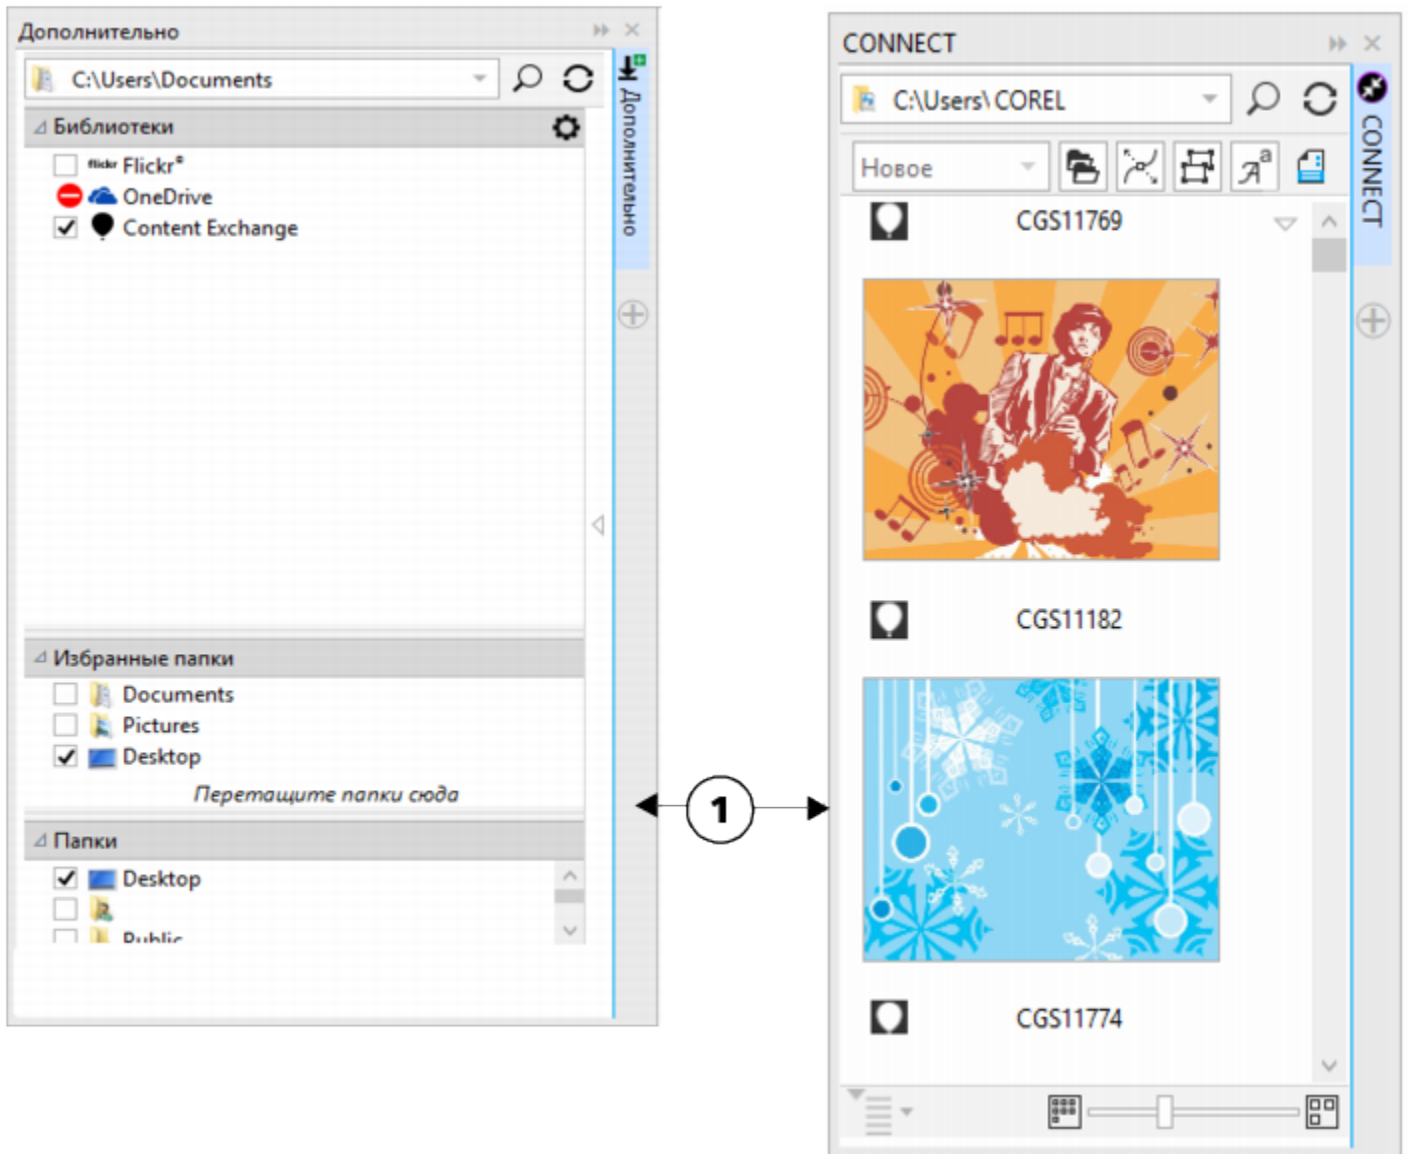 Дополнительно
C:\Users\Documents
Библиотеки
flickr Flickr®
OneDrive
Content Exchange
Избранные папки
Documents
Pictures
Desktop
Перетащите папки сюда
Папки
Desktop
Public
Дополнительно
1
CONNECT
C:\Users\COREL
Новое
CGS11769
CGS11182
CGS11774
CONNECT